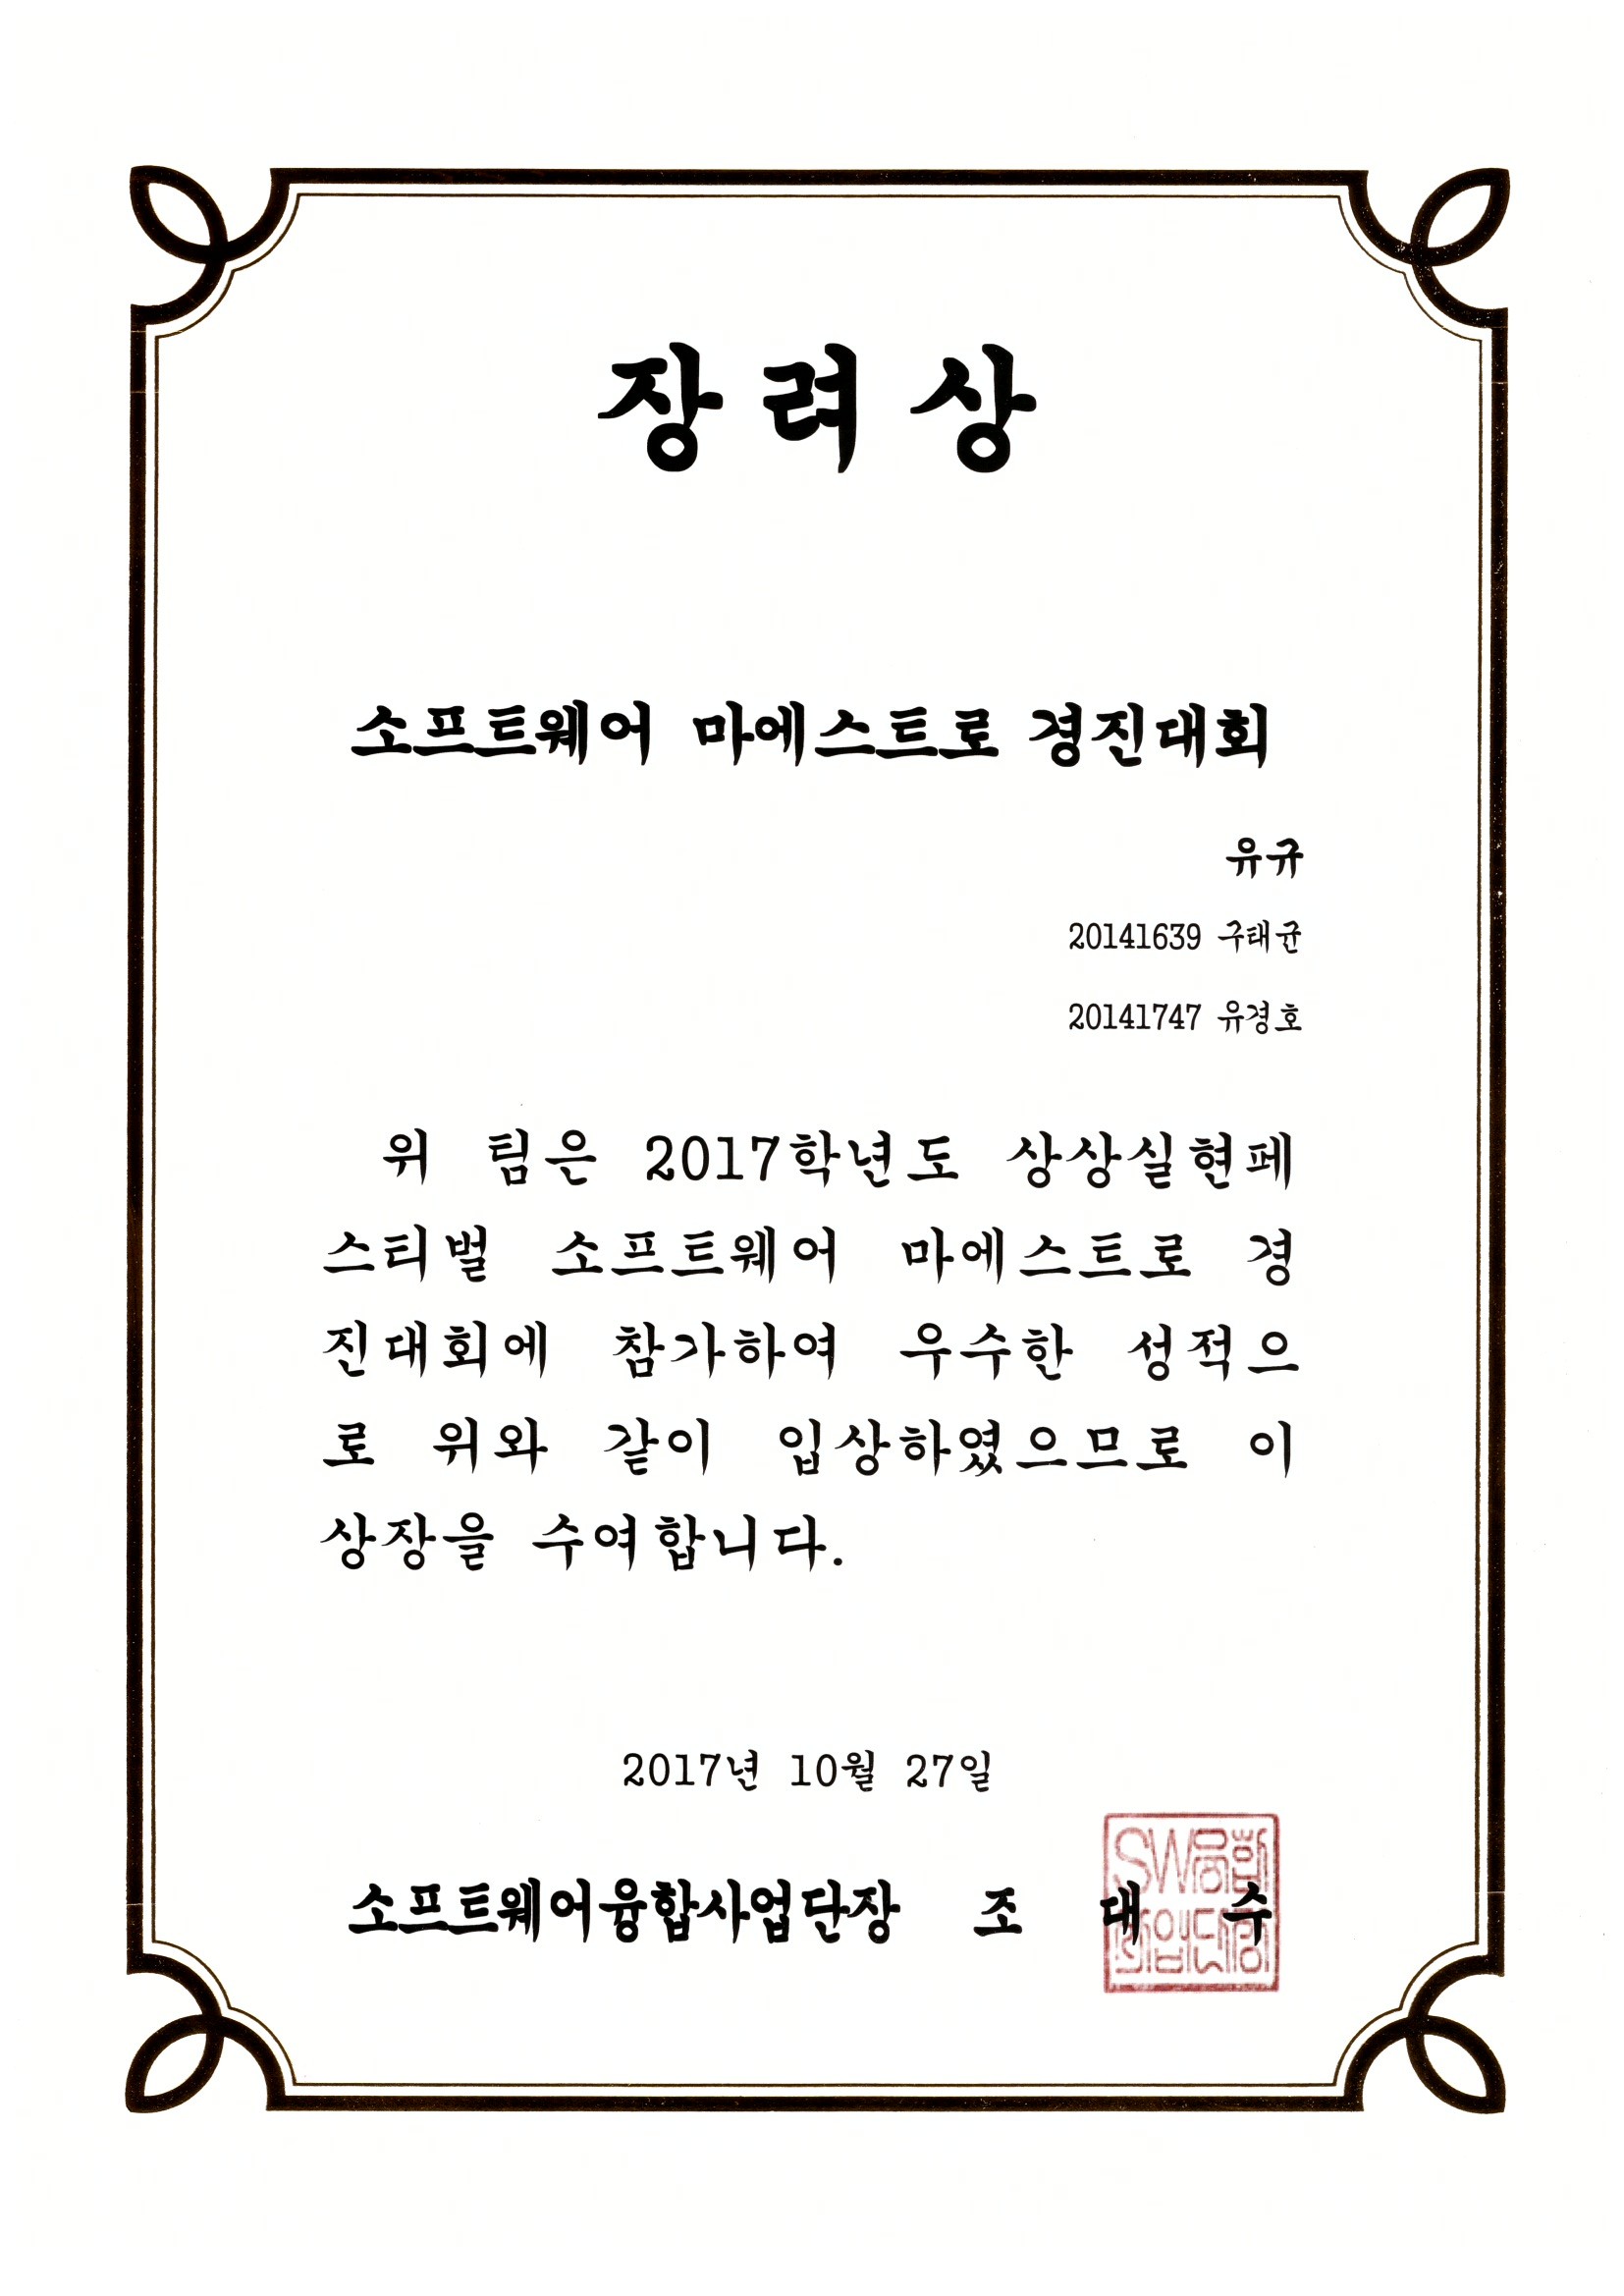 장려상
소프트웨어 마에스트로 경진대회
유규
20141639 구태균
20141747 유경호
위 팀은 2017학년도 상상실현페
스티벌 소프트웨어 마에스트로 경
진대회에 참가하여 우수한 성적으
로 위와 같이 입상하였으므로 이
상장을 수여합니다.
2017년 10월 27일
소프트웨어융합사업단장 조 대 수
SW융합
사업단장